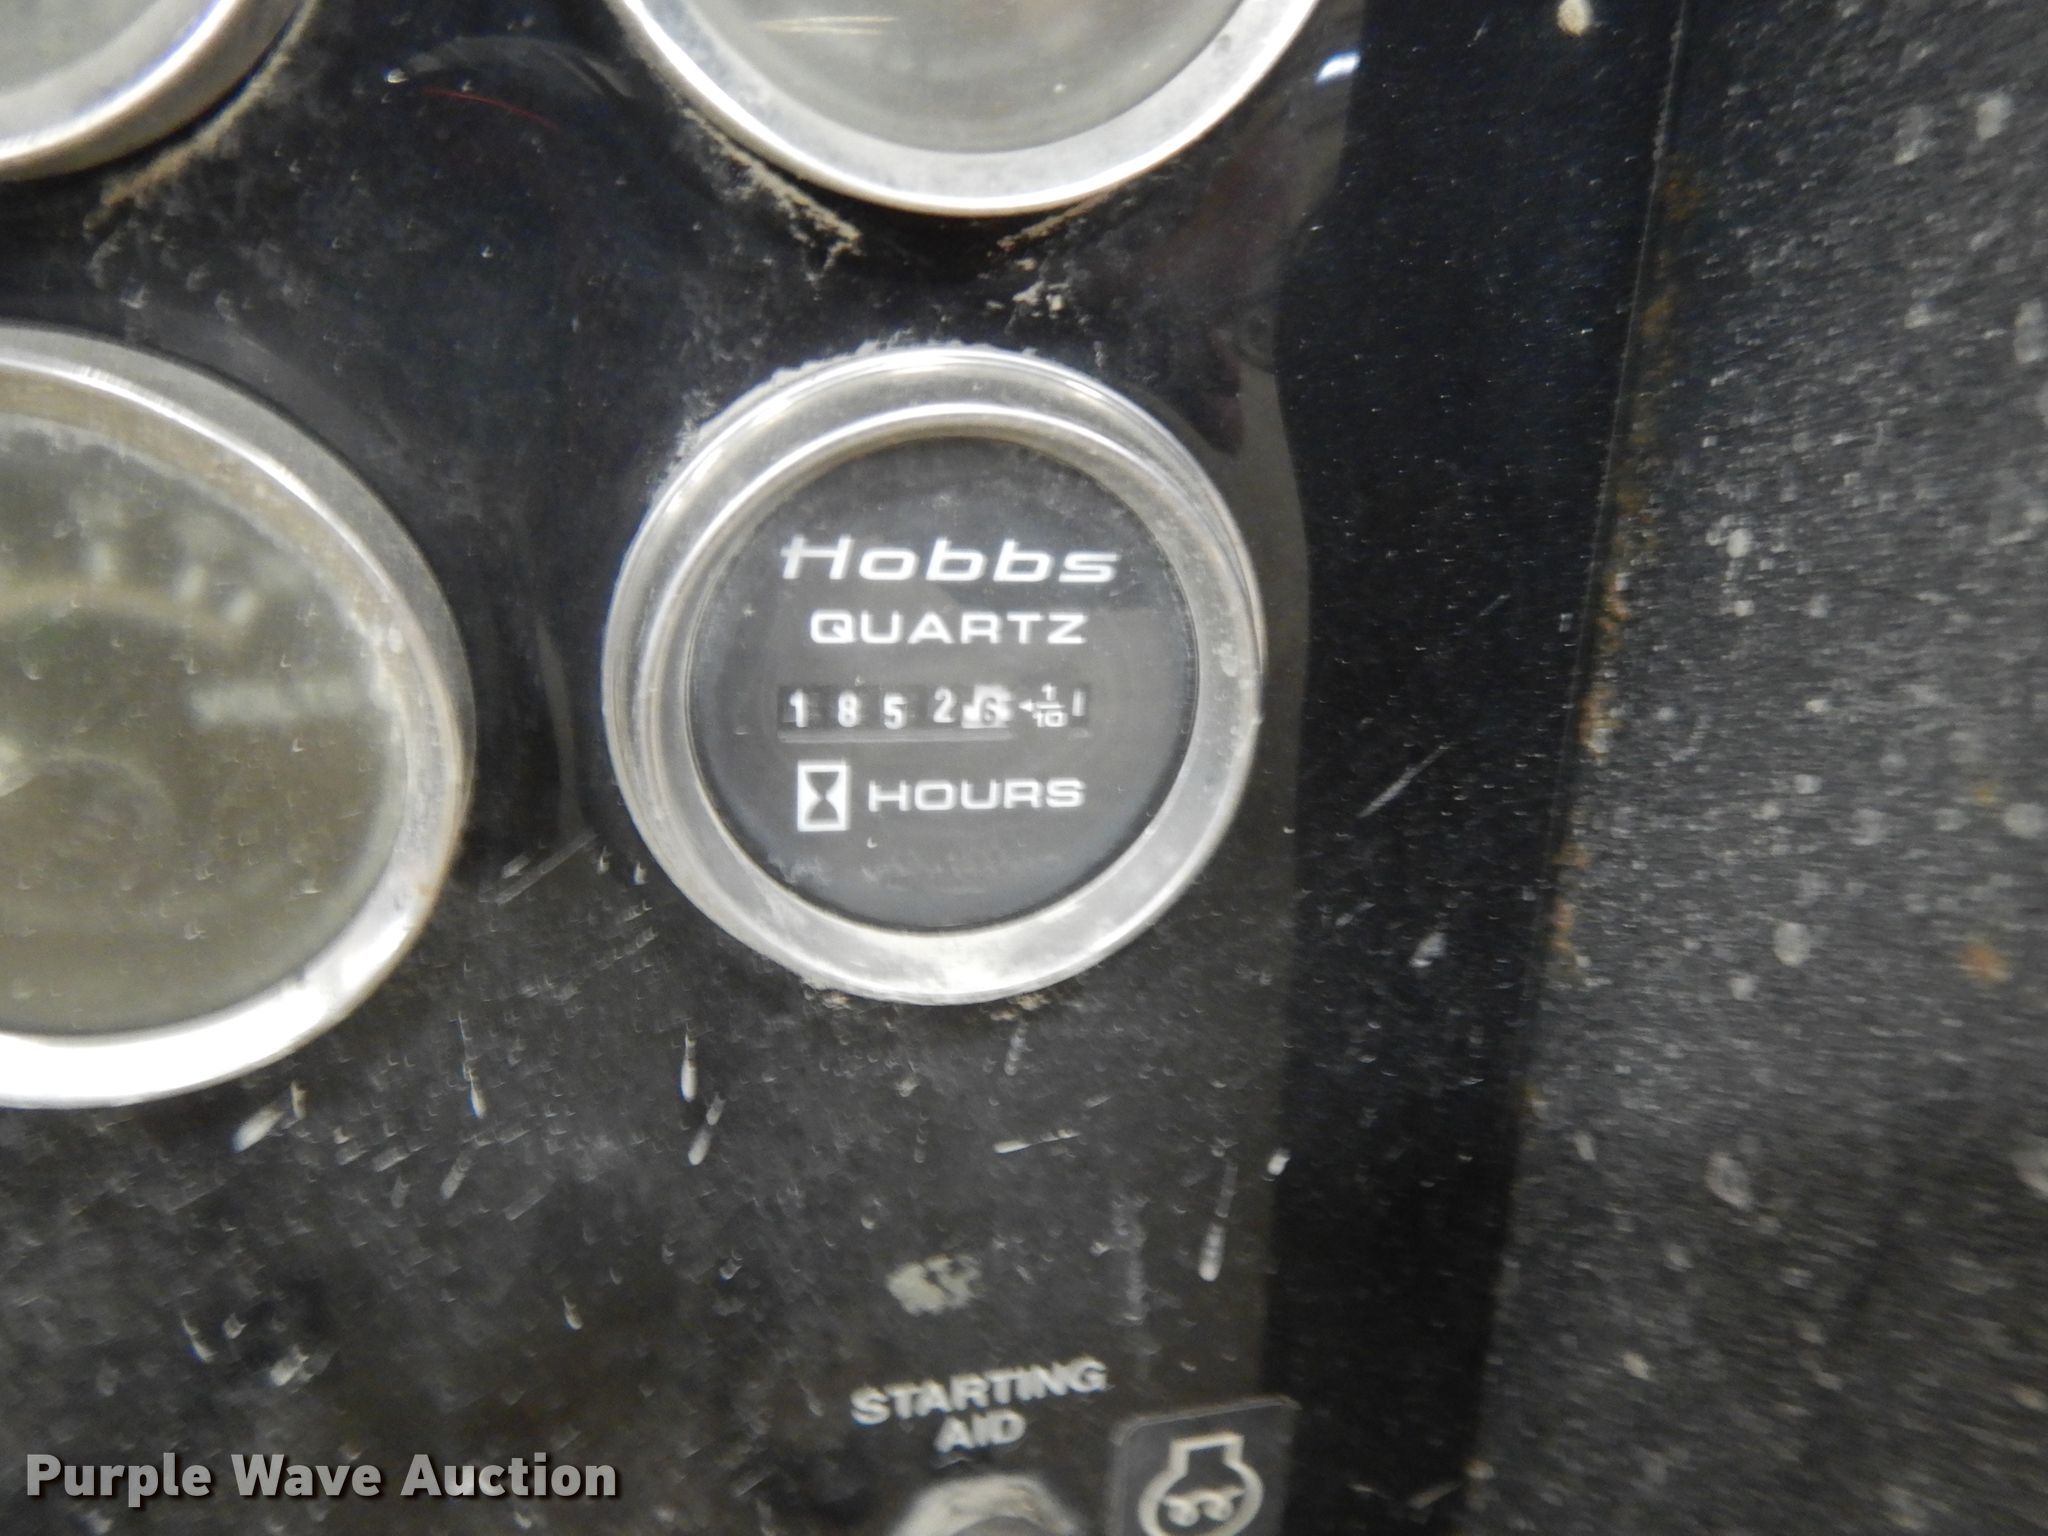 Hobbs
QUARTZ
1 8 5 2 6 1/10
HOURS
STARTING
AID
Purple Wave Auction